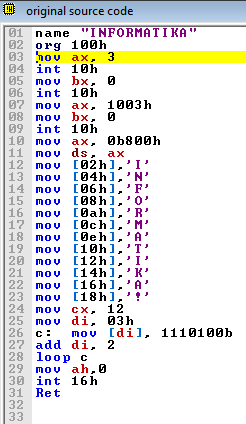 original source code
01 name "INFORMATIKA"
02 org 100h
03 mov ax, 3
04 int 10h
05 mov bx, 0
06 int 10h
07 mov ax, 1003h
08 mov bx, 0
09 int 10h
10 mov ax, 0b800h
11 mov ds, ax
12 mov [02h],'I'
13 mov [04h],'N'
14 mov [06h],'F'
15 mov [08h],'O'
16 mov [0ah],'R'
17 mov [0ch],'M'
18 mov [0eh],'A'
19 mov [10h],'T'
20 mov [12h],'I'
21 mov [14h],'K'
22 mov [16h],'A'
23 mov [18h],'!'
24 mov cx, 12
25 mov di, 03h
26 c: mov [di], 1110100b
27 add di, 2
28 loop c
29 mov ah,0
30 int 16h
31 Ret
32
33